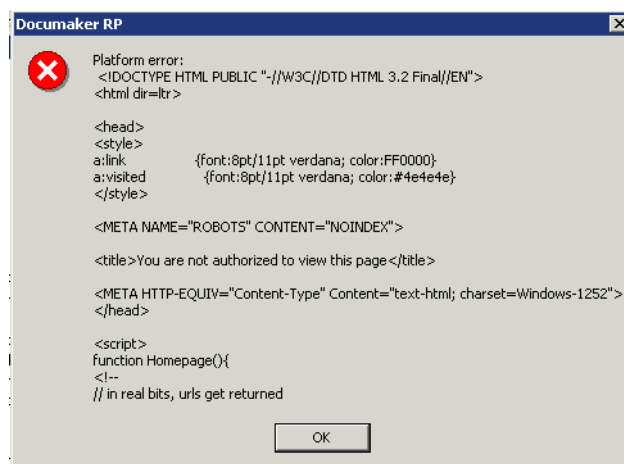 Documaker RP
Platform error:
<!DOCTYPE HTML PUBLIC "-//W3C//DTD HTML 3.2 Final//EN">
<html dir=ltr>
<head>
<style>
a:link {font:8pt/11pt verdana; color:FF0000}
a:visited {font:8pt/11pt verdana; color:#4e4e4e}
</style>
<META NAME="ROBOTS" CONTENT="NOINDEX">
<title>You are not authorized to view this page</title>
<META HTTP-EQUIV="Content-Type" Content="text-html; charset=Windows-1252">
</head>
<script>
function Homepage(){
<!--
// in real bits, urls get returned
OK